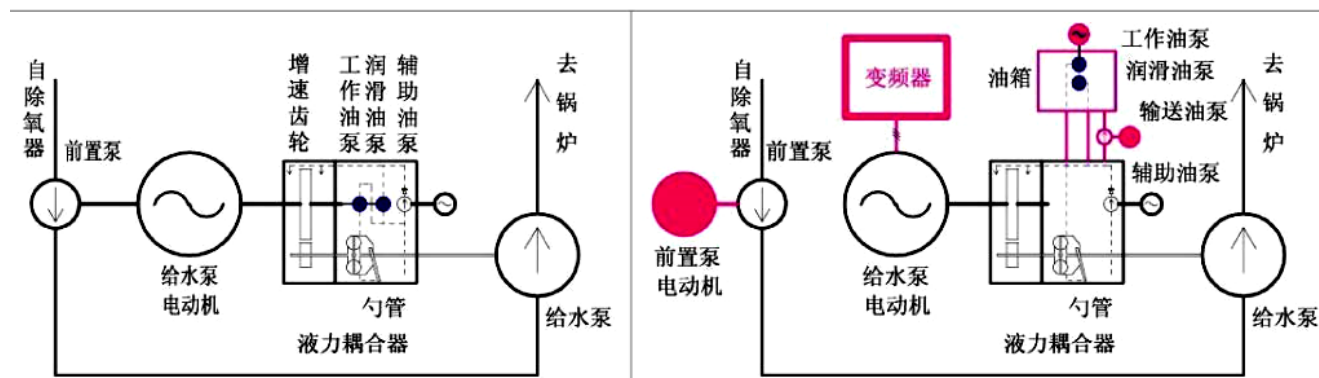 自除氧器
前置泵
增速齿轮
工作油泵
润滑油泵
辅助油泵
去锅炉
给水泵
电动机
勺管
给水泵
液力耦合器
自除氧器
前置泵
变频器
油箱
工作油泵
润滑油泵
输送油泵
去锅炉
辅助油泵
前置泵
电动机
给水泵
电动机
勺管
给水泵
液力耦合器